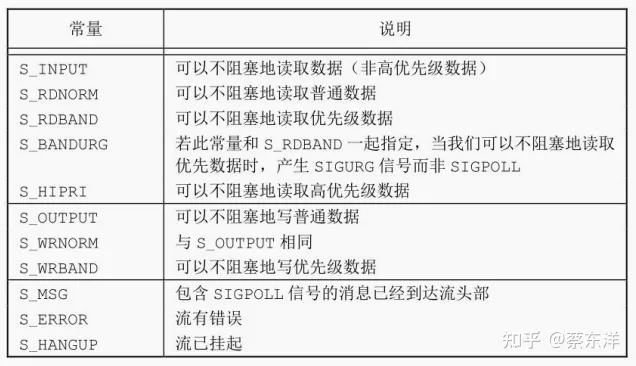 常量 说明
S_INPUT 可以不阻塞地读取数据（非高优先级数据）
S_RDNORM 可以不阻塞地读取普通数据
S_RDBAND 可以不阻塞地读取优先级数据
S_BANDURG 若此常量和 S_RDBAND 一起指定，当我们可以不阻塞地读取
优先数据时，产生 SIGURG 信号而非 SIGPOLL
S_HIPRI 可以不阻塞地读取高优先级数据
S_OUTPUT 可以不阻塞地写普通数据
S_WRNORM 与 S_OUTPUT 相同
S_WRBAND 可以不阻塞地写优先级数据
S_MSG 包含 SIGPOLL 信号的消息已经到达流头部
S_ERROR 流有错误
S_HANGUP 流已挂起
知乎 @蔡东洋